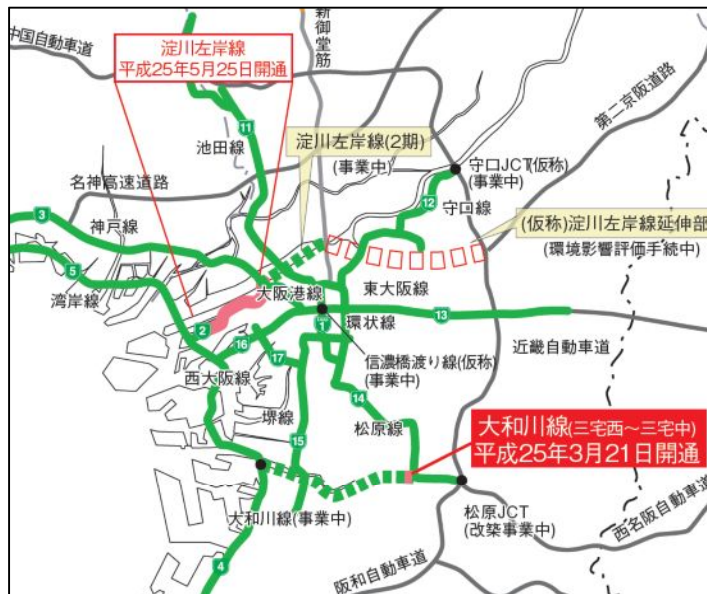 中国自動車道
淀川左岸線
平成25年5月25日開通
新御堂筋
第二京阪道路
11
池田線
淀川左岸線(2期)
(事業中)
守口JCT(仮称)
(事業中)
名神高速道路
12
守口線
3
神戸線
(仮称)淀川左岸線延伸部
(環境影響評価手続中)
5
湾岸線
大阪港線
東大阪線
2
1
環状線
13
16
近畿自動車道
信濃橋渡り線(仮称)
(事業中)
17
西大阪線
14
堺線
松原線
15
大和川線(三宅西～三宅中)
平成25年3月21日開通
大和川線(事業中)
松原JCT
(改築事業中)
西名阪自動車道
4
阪和自動車道